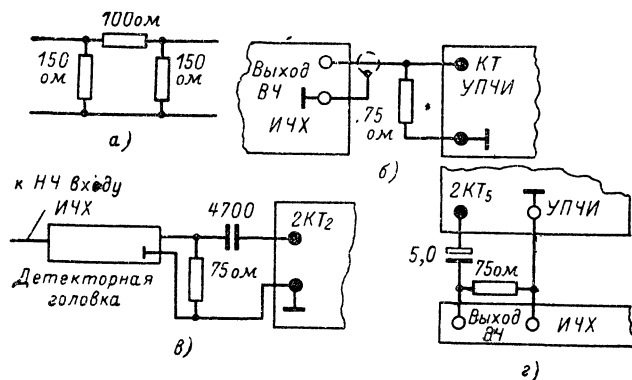 100ом
150
ом
150
ом
а)
Выход
ВЧ
ИЧХ
75
ом
КТ
УПЧИ
б)
к НЧ входу
ИЧХ
Детекторная
головка
4700
75ом
2КТ2
в)
2КТ5
УПЧИ
5,0
75ом
Выход
ВЧ
ИЧХ
г)